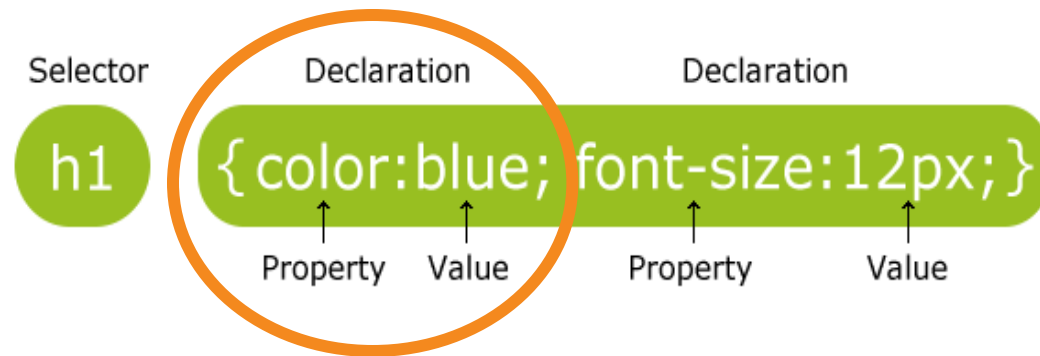 Selector Declaration Declaration
h1 {color:blue; font-size:12px;}
Property Value Property Value